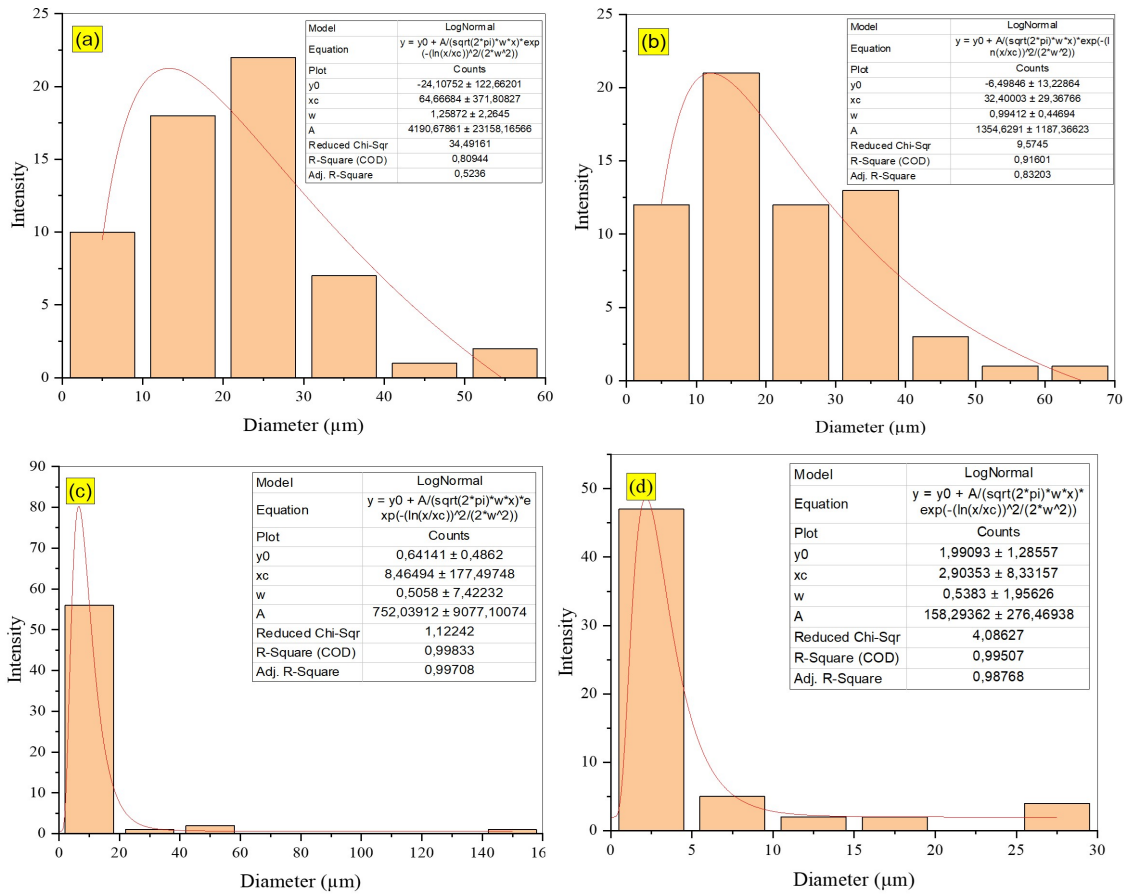 (a)
Model LogNormal
Equation y = y0 + A/(sqrt(2*pi)*w*x)*exp
(-(ln(x/xc))^2/(2*w^2))
Plot Counts
y0 -24,10752 ± 122,66201
xc 64,66684 ± 371,80827
w 1,25872 ± 2,2645
A 4190,67861 ± 23158,16566
Reduced Chi-Sqr 34,49161
R-Square (COD) 0,80944
Adj. R-Square 0,5236
Intensity
25
20
15
10
5
0
0 10 20 30 40 50 60
Diameter (µm)
(b)
Model LogNormal
Equation y = y0 + A/(sqrt(2*pi)*w*x)*exp(-(l
n(x/xc))^2/(2*w^2))
Plot Counts
y0 -6,49846 ± 13,22864
xc 32,40003 ± 29,36766
w 0,99412 ± 0,44694
A 1354,6291 ± 1187,36623
Reduced Chi-Sqr 9,5745
R-Square (COD) 0,91601
Adj. R-Square 0,83203
Intensity
25
20
15
10
5
0
0 10 20 30 40 50 60 70
Diameter (µm)
(c)
Model LogNormal
Equation y = y0 + A/(sqrt(2*pi)*w*x)*e
xp(-(ln(x/xc))^2/(2*w^2))
Plot Counts
y0 0,64141 ± 0,4862
xc 8,46494 ± 177,49748
w 0,5058 ± 7,42232
A 752,03912 ± 9077,10074
Reduced Chi-Sqr 1,12242
R-Square (COD) 0,99833
Adj. R-Square 0,99708
Intensity
90
80
70
60
50
40
30
20
10
0
0 20 40 60 80 100 120 140 16
Diameter (µm)
(d)
Model LogNormal
Equation y = y0 + A/(sqrt(2*pi)*w*x)*
exp(-(ln(x/xc))^2/(2*w^2))
Plot Counts
y0 1,99093 ± 1,28557
xc 2,90353 ± 8,33157
w 0,5383 ± 1,95626
A 158,29362 ± 276,46938
Reduced Chi-Sqr 4,08627
R-Square (COD) 0,99507
Adj. R-Square 0,98768
Intensity
50
40
30
20
10
0
0 5 10 15 20 25 30
Diameter (µm)